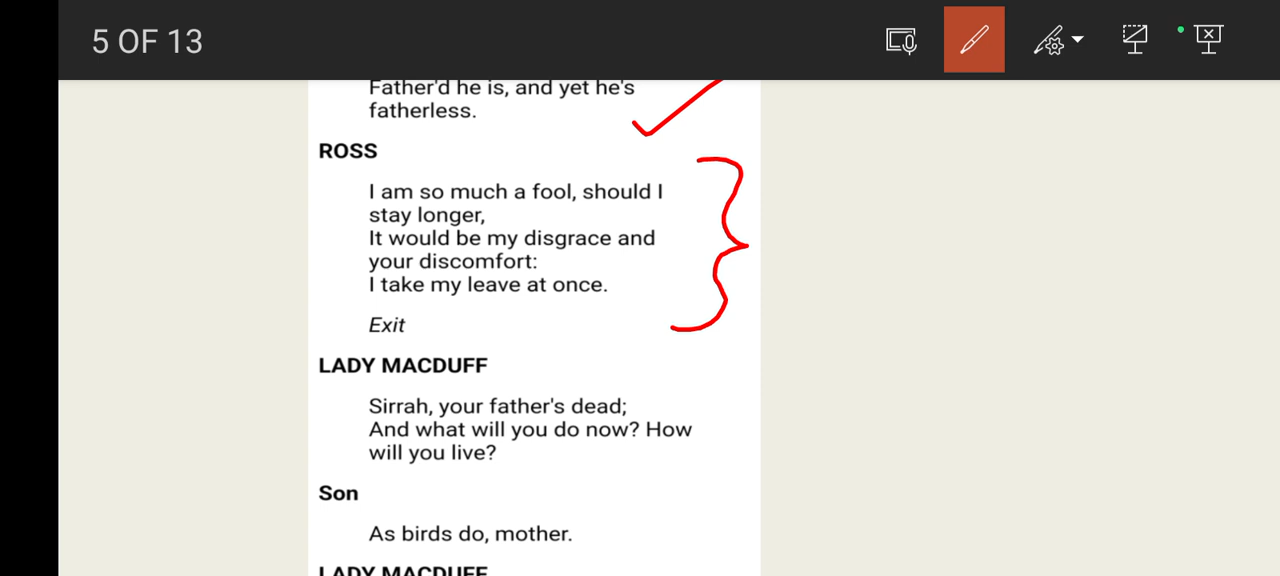 5 OF 13
Father'd he is, and yet he's
fatherless.
ROSS
I am so much a fool, should I
stay longer,
It would be my disgrace and
your discomfort:
I take my leave at once.
Exit
LADY MACDUFF
Sirrah, your father's dead;
And what will you do now? How
will you live?
Son
As birds do, mother.
LADY MACDUFF